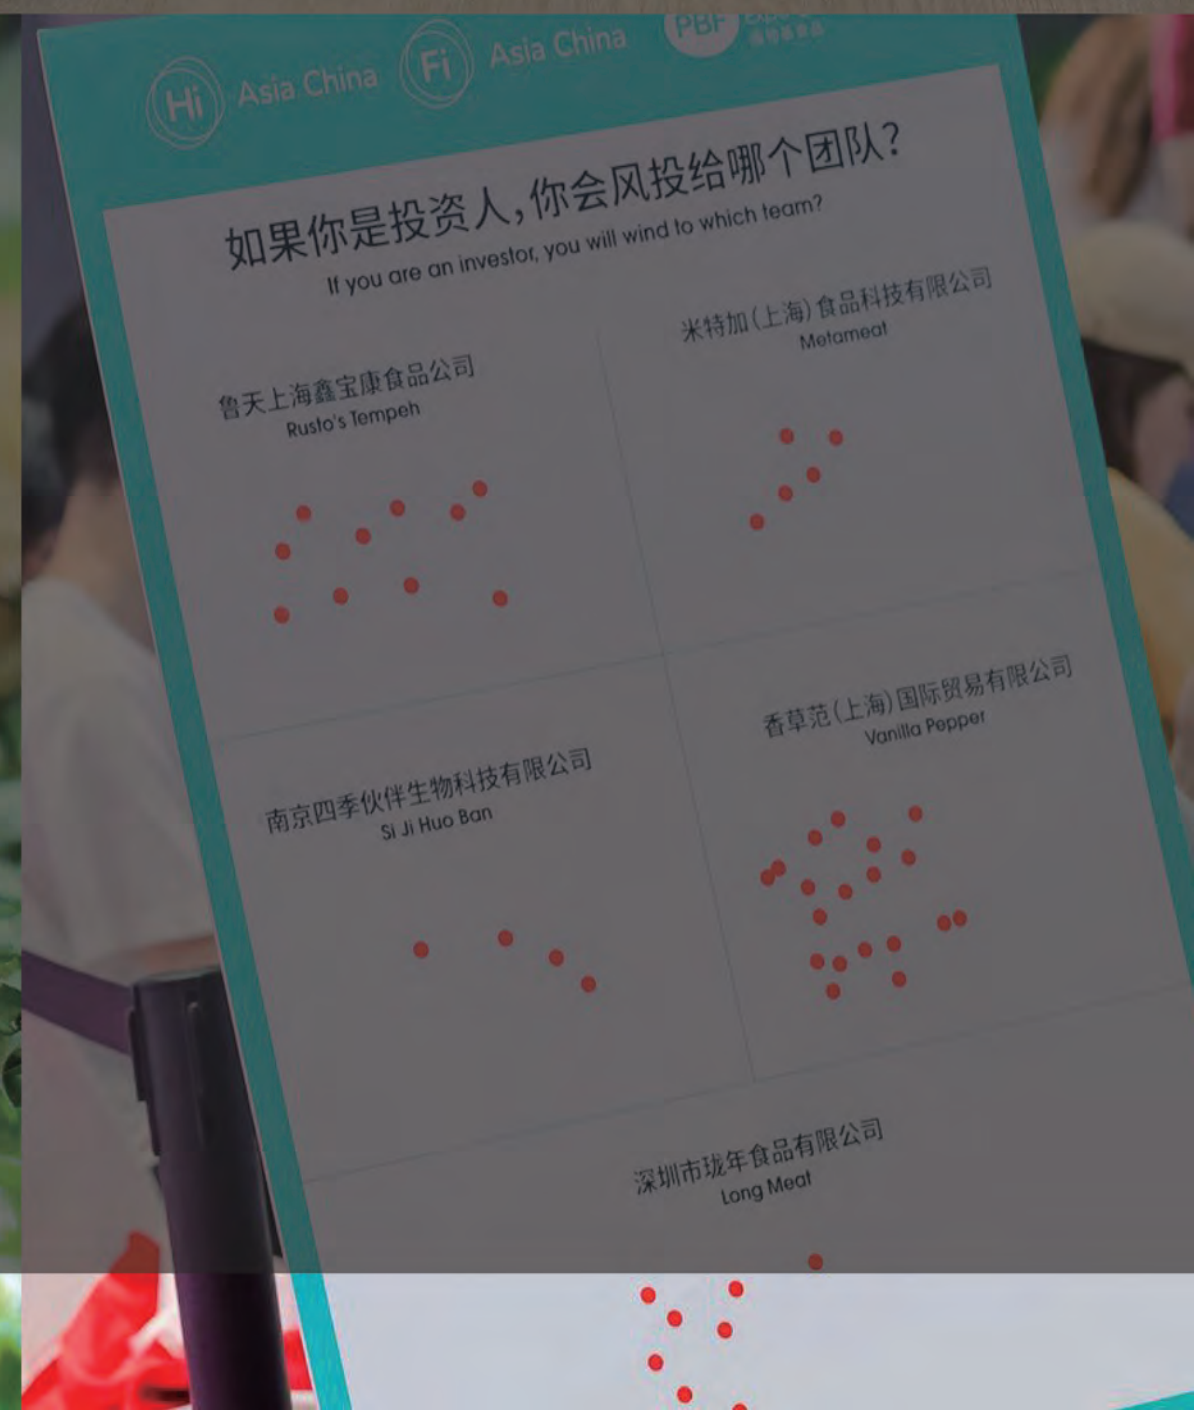 Hi Asia China Fi Asia China PBF
如果你是投资人，你会风投给哪个团队？
If you are an investor, you will wind to which team?
鲁天上海鑫宝康食品公司
Rusto's Tempeh
米特加（上海）食品科技有限公司
Metameat
南京四季伙伴生物科技有限公司
Si Ji Huo Ban
香草范（上海）国际贸易有限公司
Vanilla Pepper
深圳市珑年食品有限公司
Long Meat